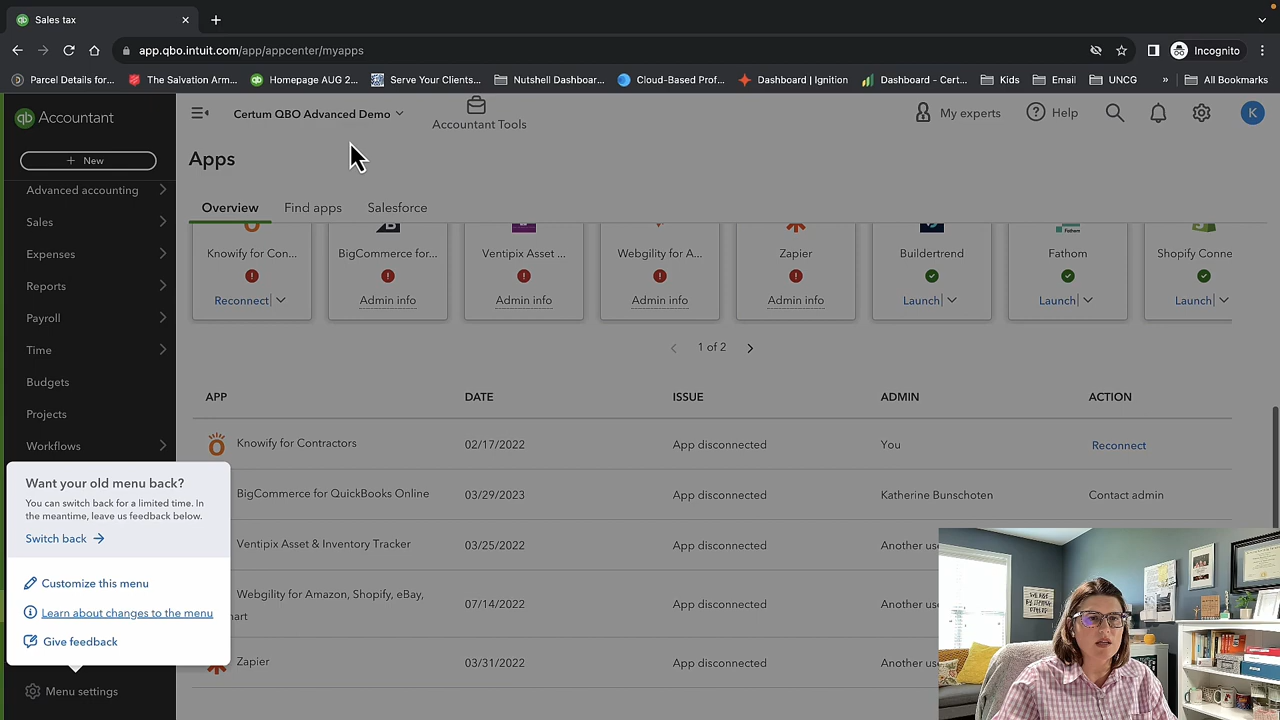 Sales tax
app.qbo.intuit.com/app/appcenter/myapps
Incognito
Parcel Details for...
The Salvation Arm...
Homepage AUG 2...
Serve Your Clients...
Nutshell Dashboar...
Cloud-Based Prof...
Dashboard | Ignition
Dashboard - Cert...
Kids
Email
UNCG
»
All Bookmarks
qb Accountant
Certum QBO Advanced Demo
Accountant Tools
My experts
Help
K
+ New
Apps
Advanced accounting
Sales
Expenses
Reports
Payroll
Time
Budgets
Projects
Workflows
Overview
Find apps
Salesforce
Knowify for Con...
BigCommerce for...
Ventipix Asset ...
Webgility for A...
Zapier
Buildertrend
Fathom
Shopify Conne
Reconnect
Admin info
Admin info
Admin info
Admin info
Launch
Launch
Launch
1 of 2
APP
DATE
ISSUE
ADMIN
ACTION
Knowify for Contractors
02/17/2022
App disconnected
You
Reconnect
BigCommerce for QuickBooks Online
03/29/2023
App disconnected
Katherine Bunschoten
Contact admin
Ventipix Asset & Inventory Tracker
03/25/2022
App disconnected
Another us
Webgility for Amazon, Shopify, eBay,
art
07/14/2022
App disconnected
Another us
Zapier
03/31/2022
App disconnected
Another us
Want your old menu back?
You can switch back for a limited time. In
the meantime, leave us feedback below.
Switch back
Customize this menu
Learn about changes to the menu
Give feedback
Menu settings